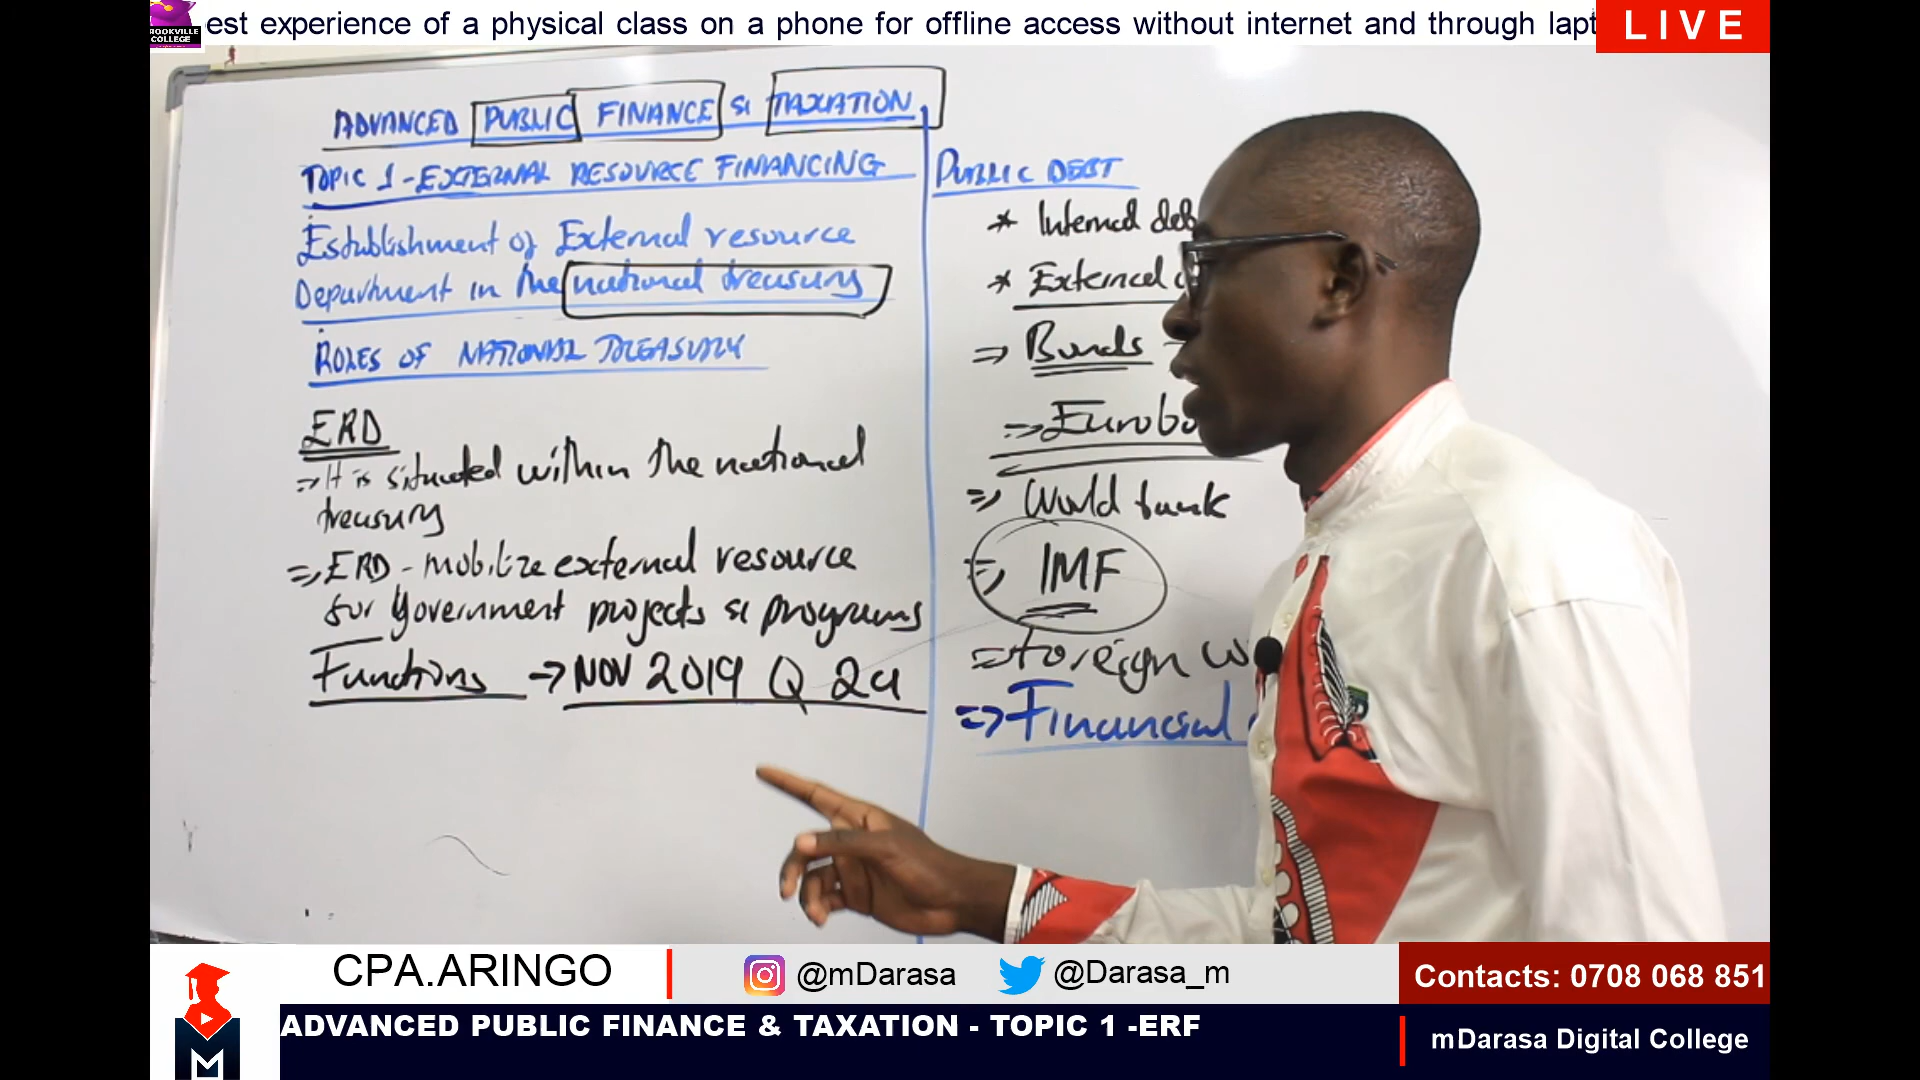 est experience of a physical class on a phone for offline access without internet and through lapt
LIVE
ROOKVILLE
COLLEGE
ADVANCED PUBLIC FINANCE & TAXATION
TOPIC 1 - EXTERNAL RESOURCE FINANCING
Establishment of External resource
Department in the national treasury
ROLES OF NATIONAL TREASURY
ERD
⇒ It is situated within the national
treasury
⇒ ERD - mobilize external resource
for Government projects & programs
Functions → NOV 2019 Q 2a
PUBLIC DEBT
* Internal deb
* External
⇒ Bonds
⇒ Eurobo
⇒ World bank
⇒ IMF
⇒ foreign
⇒ Financial
CPA.ARINGO
@mDarasa
@Darasa_m
Contacts: 0708 068 851
M
ADVANCED PUBLIC FINANCE & TAXATION - TOPIC 1 -ERF
mDarasa Digital College